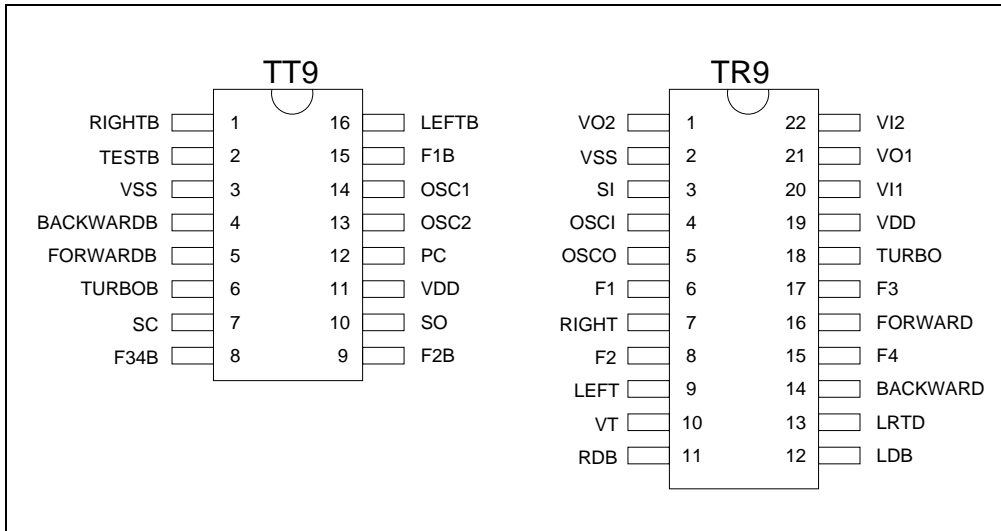 TT9
RIGHTB 1 16 LEFTB
TESTB 2 15 F1B
VSS 3 14 OSC1
BACKWARDB 4 13 OSC2
FORWARDB 5 12 PC
TURBOB 6 11 VDD
SC 7 10 SO
F34B 8 9 F2B
TR9
VO2 1 22 VI2
VSS 2 21 VO1
SI 3 20 VI1
OSCI 4 19 VDD
OSCO 5 18 TURBO
F1 6 17 F3
RIGHT 7 16 FORWARD
F2 8 15 F4
LEFT 9 14 BACKWARD
VT 10 13 LRTD
RDB 11 12 LDB